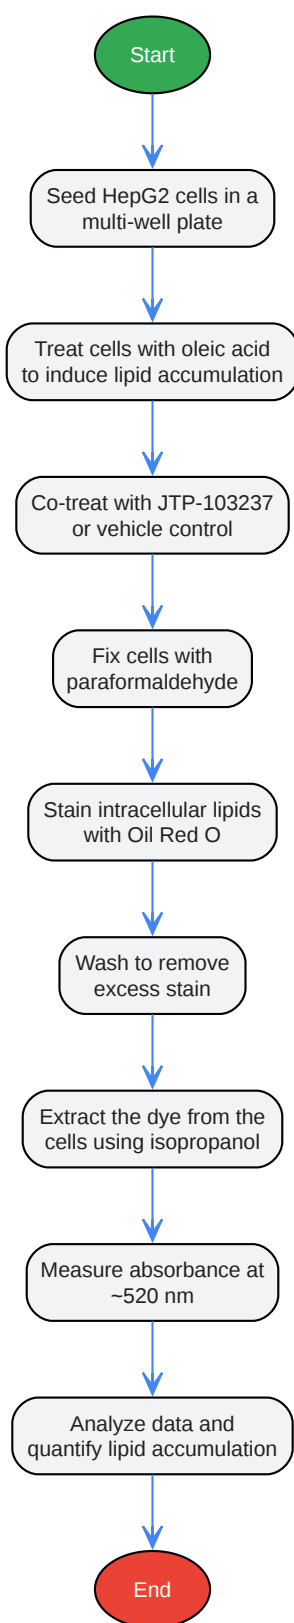 Start
Seed HepG2 cells in a
multi-well plate
Treat cells with oleic acid
to induce lipid accumulation
Co-treat with JTP-103237
or vehicle control
Fix cells with
paraformaldehyde
Stain intracellular lipids
with Oil Red O
Wash to remove
excess stain
Extract the dye from the
cells using isopropanol
Measure absorbance at
~520 nm
Analyze data and
quantify lipid accumulation
End